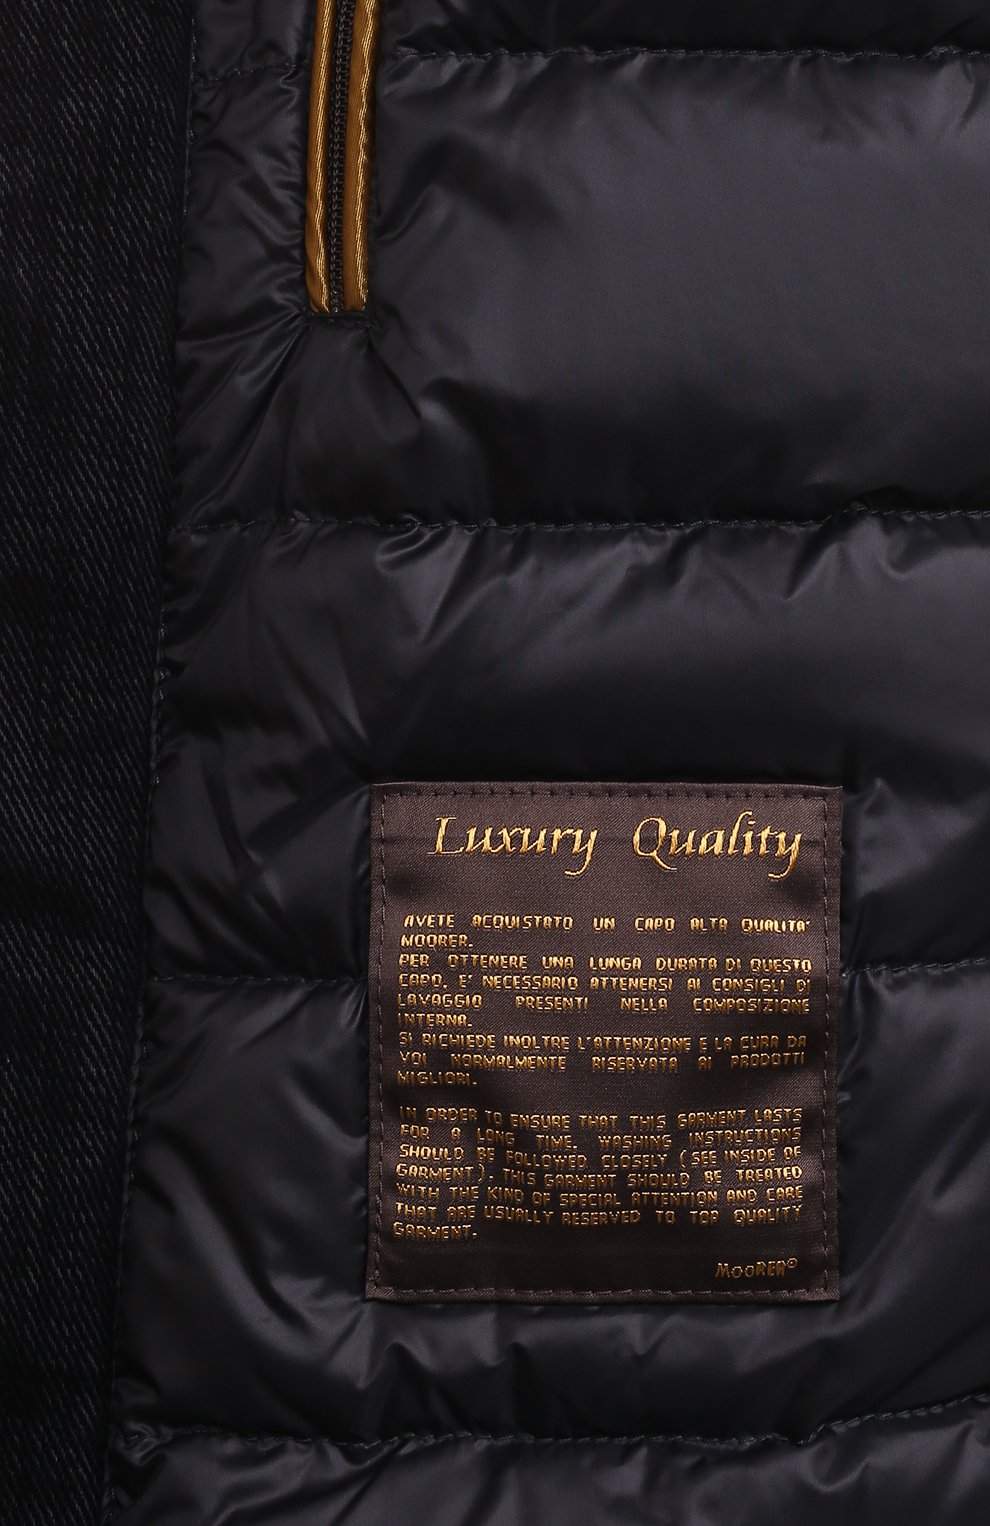 Luxury Quality
AVETE ACQUISTATO UN CAPO ALTA QUALITA'
MOORER.
PER OTTENERE UNA LUNGA DURATA DI QUESTO
CAPO, E' NECESSARIO ATTENERSI AI CONSIGLI DI
LAVAGGIO PRESENTI NELLA COMPOSIZIONE
INTERNA.
SI RICHIEDE INOLTRE L'ATTENZIONE E LA CURA DA
VOI NORMALMENTE RISERVATA AI PRODOTTI
MIGLIORI.
IN ORDER TO ENSURE THAT THIS GARMENT LASTS
FOR A LONG TIME, WASHING INSTRUCTIONS
SHOULD BE FOLLOWED CLOSELY (SEE INSIDE OF
GARMENT). THIS GARMENT SHOULD BE TREATED
WITH THE KIND OF SPECIAL ATTENTION AND CARE
THAT ARE USUALLY RESERVED TO TOP QUALITY
GARMENT.
MOORER©